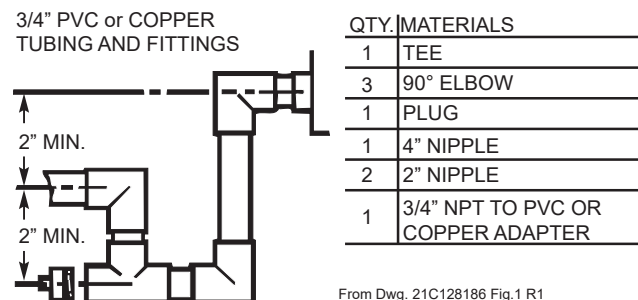 3/4” PVC or COPPER
TUBING AND FITTINGS
2” MIN.
2” MIN.
QTY. MATERIALS
1 TEE
3 90° ELBOW
1 PLUG
1 4” NIPPLE
2 2” NIPPLE
1 3/4” NPT TO PVC OR
COPPER ADAPTER
From Dwg. 21C128186 Fig.1 R1